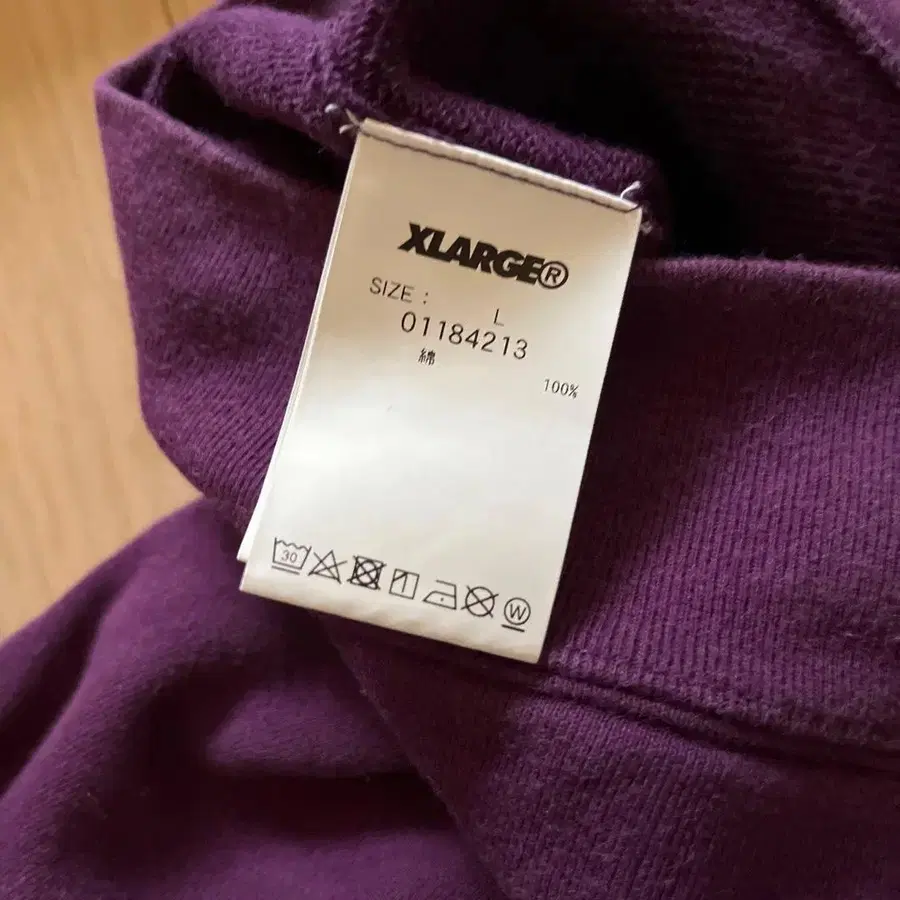 XLARGE®
SIZE :
L
01184213
綿
100%
30
W